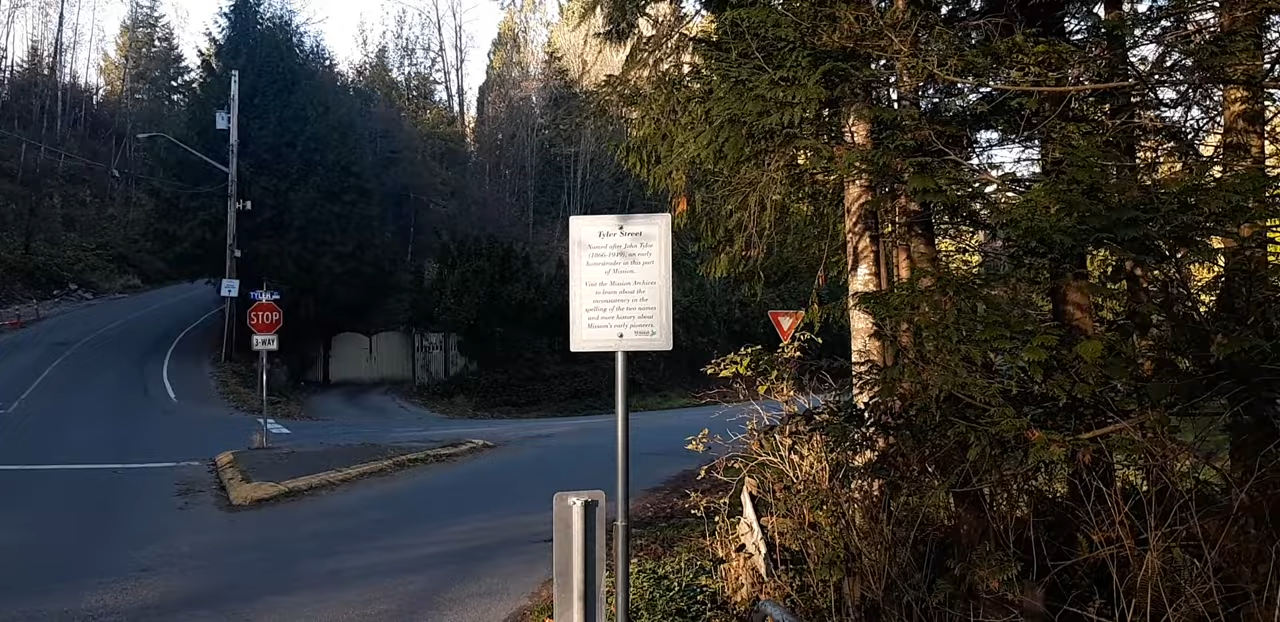 Tyler Street
Named after John Tylor
(1866-1949), an early
homesteader in this part
of Mission.
Visit the Mission Archives
to learn about the
inconsistency in the
spelling of the two names
and more history about
Mission's early pioneers.
TYLER
STOP
3-WAY